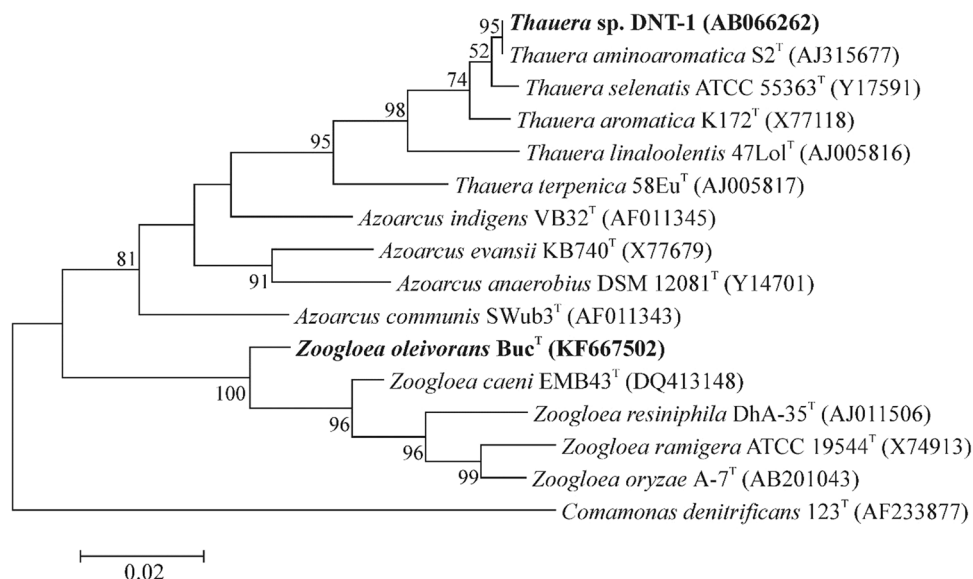 95
Thauera sp. DNT-1 (AB066262)
Thauera aminoaromatica S2ᵀ (AJ315677)
52
Thauera selenatis ATCC 55363ᵀ (Y17591)
74
Thauera aromatica K172ᵀ (X77118)
98
Thauera linaloolentis 47Lolᵀ (AJ005816)
95
Thauera terpenica 58Euᵀ (AJ005817)
Azoarcus indigens VB32ᵀ (AF011345)
Azoarcus evansii KB740ᵀ (X77679)
81
91
Azoarcus anaerobius DSM 12081ᵀ (Y14701)
Azoarcus communis SWub3ᵀ (AF011343)
Zoogloea oleivorans Bucᵀ (KF667502)
100
Zoogloea caeni EMB43ᵀ (DQ413148)
96
Zoogloea resiniphila DhA-35ᵀ (AJ011506)
96
Zoogloea ramigera ATCC 19544ᵀ (X74913)
99
Zoogloea oryzae A-7ᵀ (AB201043)
Comamonas denitrificans 123ᵀ (AF233877)
0.02